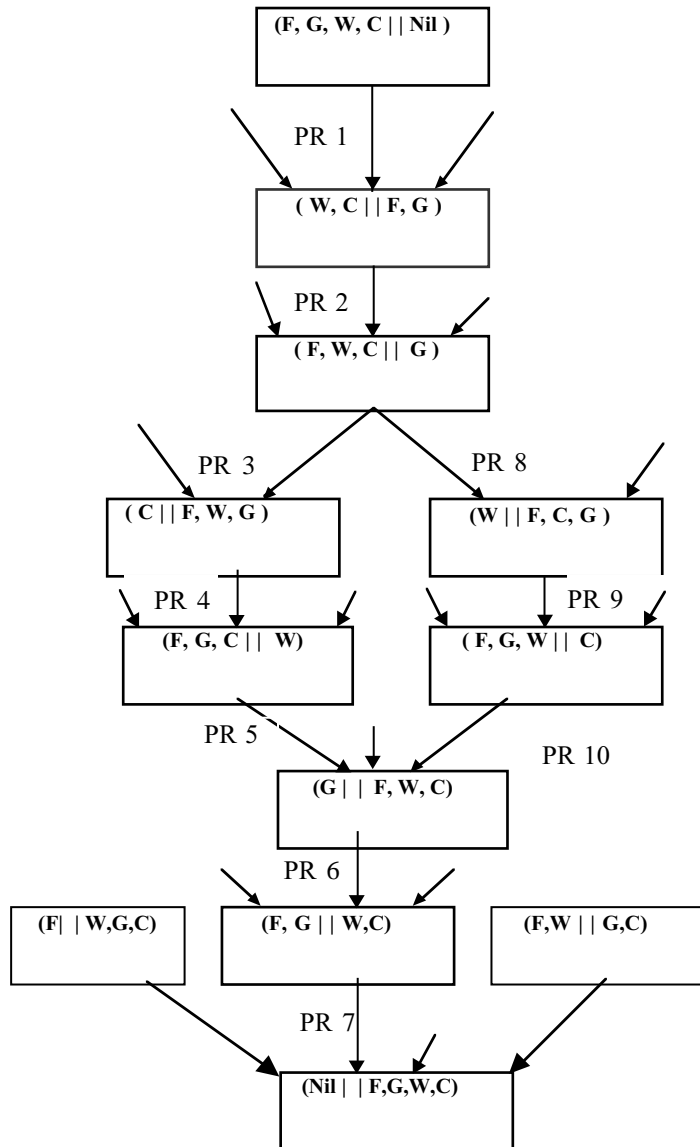 (F, G, W, C | | Nil )
PR 1
( W, C | | F, G )
PR 2
( F, W, C | | G )
PR 3
PR 8
( C | | F, W, G )
(W | | F, C, G )
PR 4
PR 9
(F, G, C | | W)
( F, G, W | | C)
PR 5
PR 10
(G | | F, W, C)
PR 6
(F| | W,G,C)
(F, G | | W,C)
(F,W | | G,C)
PR 7
(Nil | | F,G,W,C)